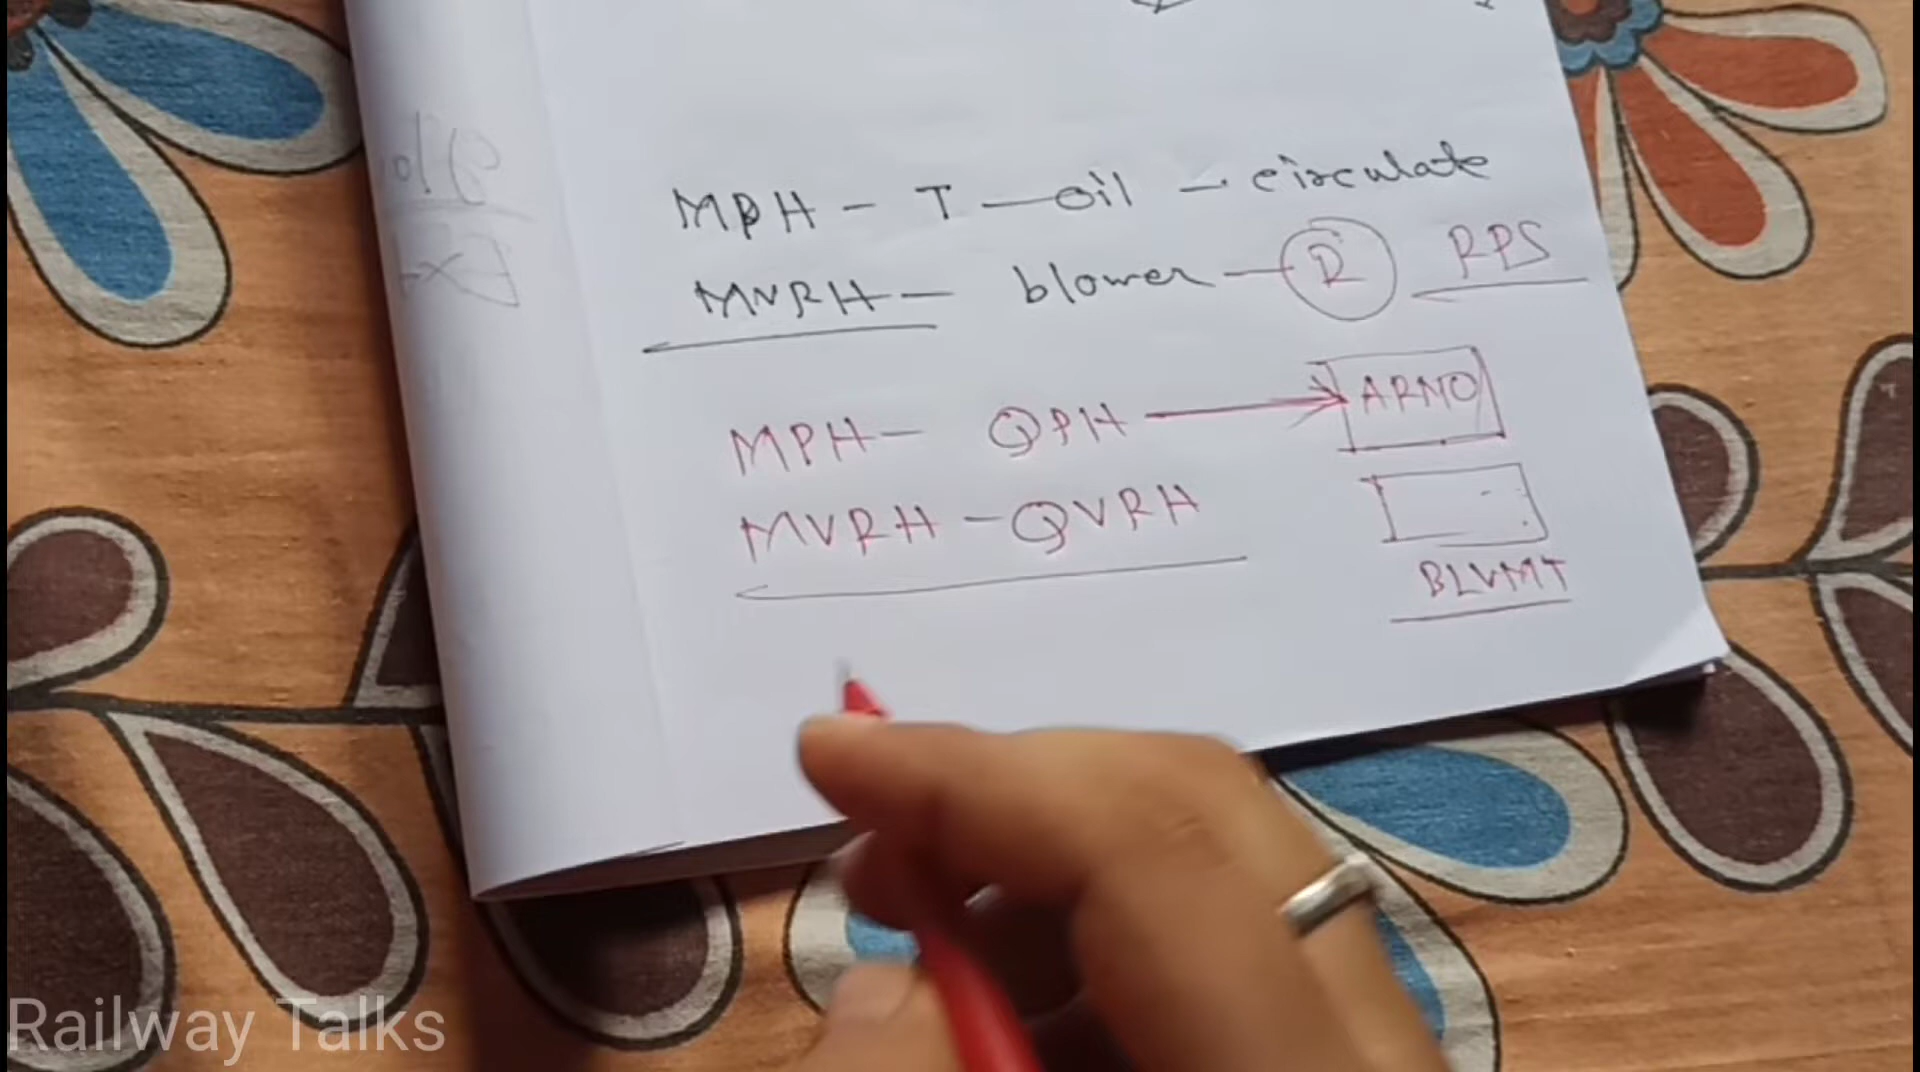 MPH - T - oil - circulate
MVRH - blower - R RPS
MPH - QPH → ARNO
MVRH - QVRH
BLVMT
Railway Talks